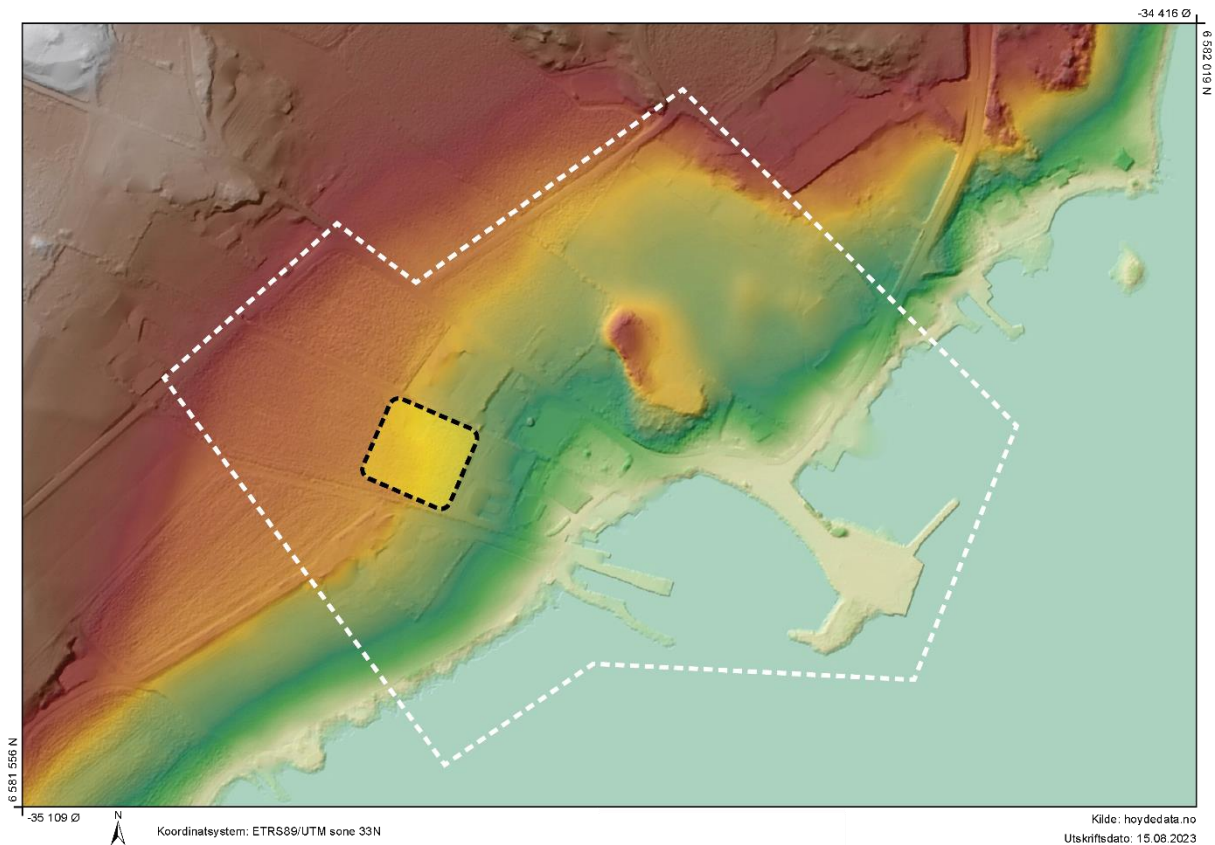 -34 416 Ø
6 582 019 N
6 581 556 N
-35 109 Ø
N
Koordinatsystem: ETRS89/UTM sone 33N
Kilde: hoydedata.no
Utskriftsdato: 15.08.2023